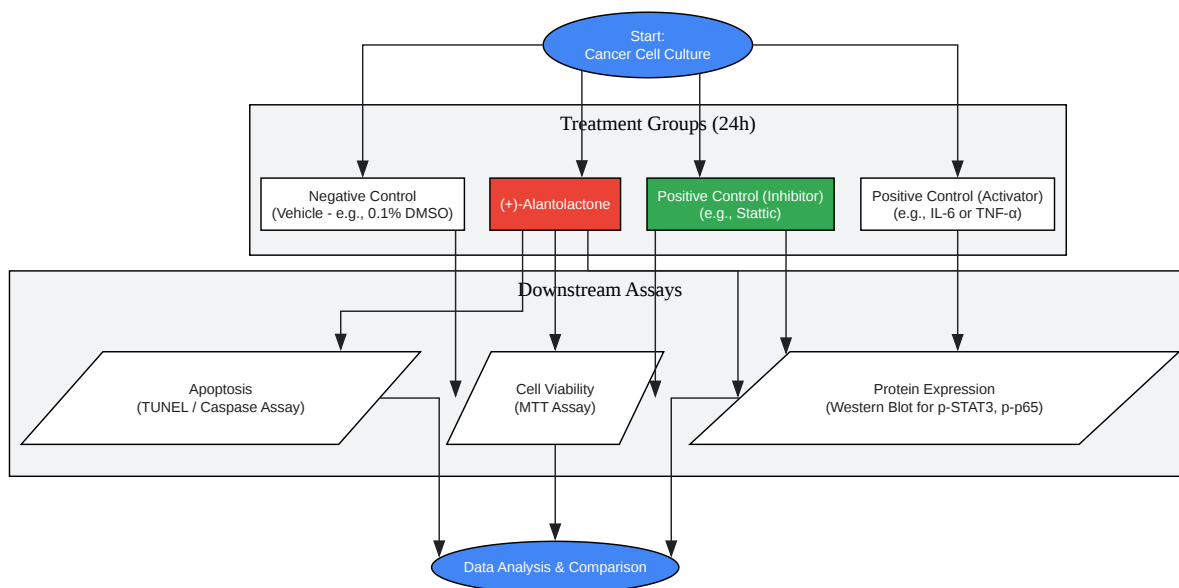 Start:
Cancer Cell Culture
Treatment Groups (24h)
Negative Control
(Vehicle - e.g., 0.1% DMSO)
(+)-Alantolactone
Positive Control (Inhibitor)
(e.g., Stattic)
Positive Control (Activator)
(e.g., IL-6 or TNF-α)
Downstream Assays
Apoptosis
(TUNEL / Caspase Assay)
Cell Viability
(MTT Assay)
Protein Expression
(Western Blot for p-STAT3, p-p65)
Data Analysis & Comparison